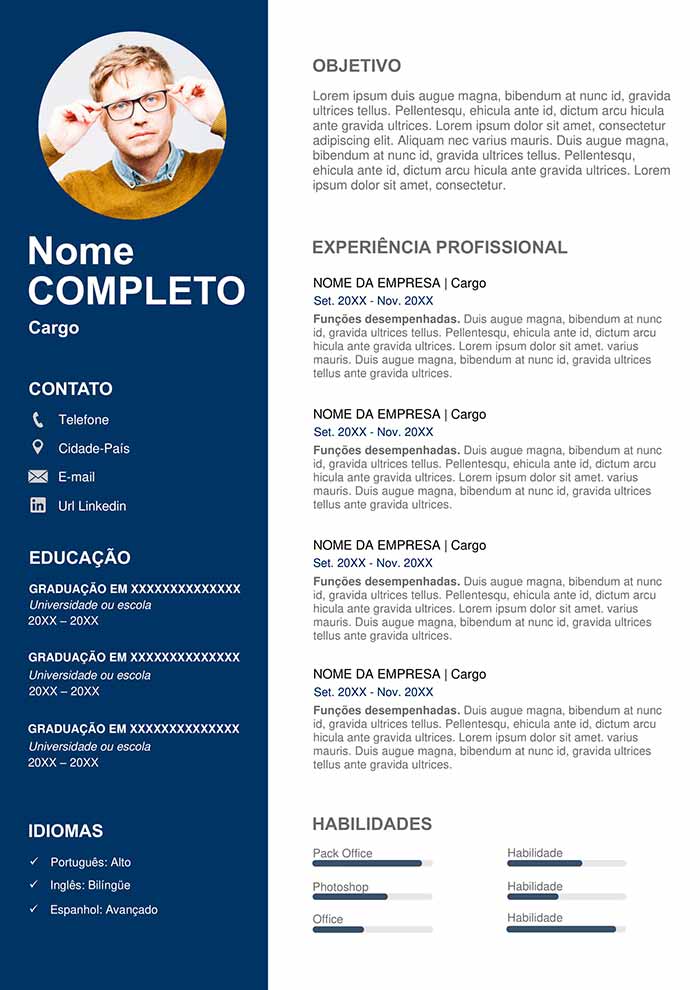 Nome
COMPLETO
Cargo
CONTATO
Telefone
Cidade-País
E-mail
Url Linkedin
EDUCAÇÃO
GRADUAÇÃO EM XXXXXXXXXXXXXX
Universidade ou escola
20XX – 20XX
GRADUAÇÃO EM XXXXXXXXXXXXXX
Universidade ou escola
20XX – 20XX
GRADUAÇÃO EM XXXXXXXXXXXXXX
Universidade ou escola
20XX – 20XX
IDIOMAS
Português: Alto
Inglês: Bilíngüe
Espanhol: Avançado
OBJETIVO
Lorem ipsum duis augue magna, bibendum at nunc id, gravida
ultrices tellus. Pellentesqu, ehicula ante id, dictum arcu hicula
ante gravida ultrices. Lorem ipsum dolor sit amet, consectetur
adipiscing elit. Aliquam nec varius mauris. Duis augue magna,
bibendum at nunc id, gravida ultrices tellus. Pellentesqu,
ehicula ante id, dictum arcu hicula ante gravida ultrices. Lorem
ipsum dolor sit amet, consectetur.
EXPERIÊNCIA PROFISSIONAL
NOME DA EMPRESA | Cargo
Set. 20XX - Nov. 20XX
Funções desempenhadas. Duis augue magna, bibendum at nunc
id, gravida ultrices tellus. Pellentesqu, ehicula ante id, dictum arcu
hicula ante gravida ultrices. Lorem ipsum dolor sit amet. varius
mauris. Duis augue magna, bibendum at nunc id, gravida ultrices
tellus ultrices.
NOME DA EMPRESA | Cargo
Set. 20XX - Nov. 20XX
Funções desempenhadas. Duis augue magna, bibendum at nunc
id, gravida ultrices tellus. Pellentesqu, ehicula ante id, dictum arcu
hicula ante gravida ultrices. Lorem ipsum dolor sit amet. varius
mauris. Duis augue magna, bibendum at nunc id, gravida ultrices
tellus ultrices.
NOME DA EMPRESA | Cargo
Set. 20XX - Nov. 20XX
Funções desempenhadas. Duis augue magna, bibendum at nunc
id, gravida ultrices tellus. Pellentesqu, ehicula ante id, dictum arcu
hicula ante gravida ultrices. Lorem ipsum dolor sit amet. varius
mauris. Duis augue magna, bibendum at nunc id, gravida ultrices
tellus ultrices.
NOME DA EMPRESA | Cargo
Set. 20XX - Nov. 20XX
Funções desempenhadas. Duis augue magna, bibendum at nunc
id, gravida ultrices tellus. Pellentesqu, ehicula ante id, dictum arcu
hicula ante gravida ultrices. Lorem ipsum dolor sit amet. varius
mauris. Duis augue magna, bibendum at nunc id, gravida ultrices
tellus ultrices.
HABILIDADES
Pack Office
Photoshop
Office
Habilidade
Habilidade
Habilidade